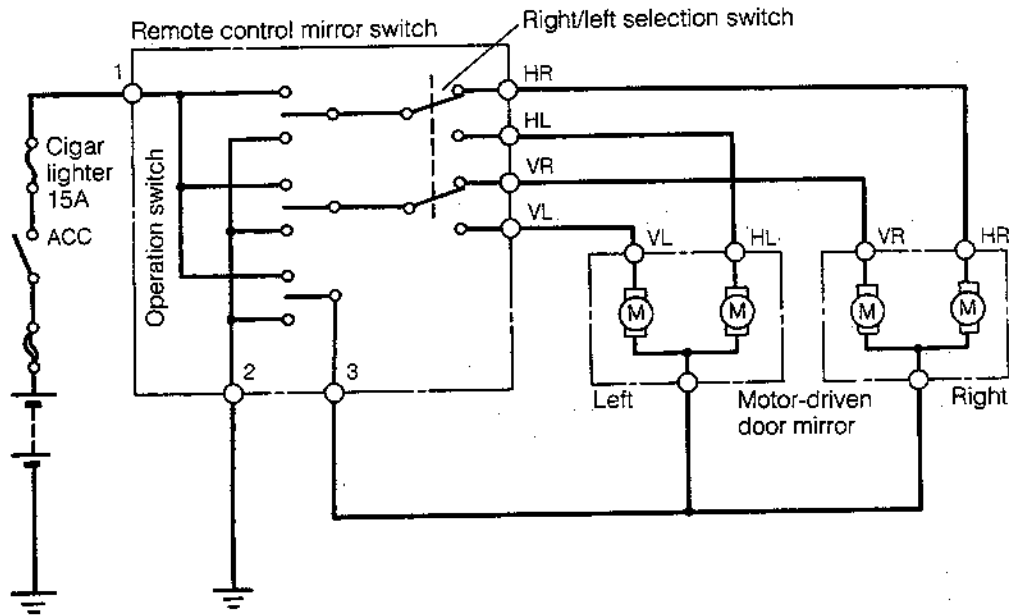 Remote control mirror switch
Right/left selection switch
1
HR
HL
VR
VL
Cigar
lighter
15A
ACC
Operation switch
2
3
VL
HL
VR
HR
M
M
M
M
Left
Motor-driven
door mirror
Right